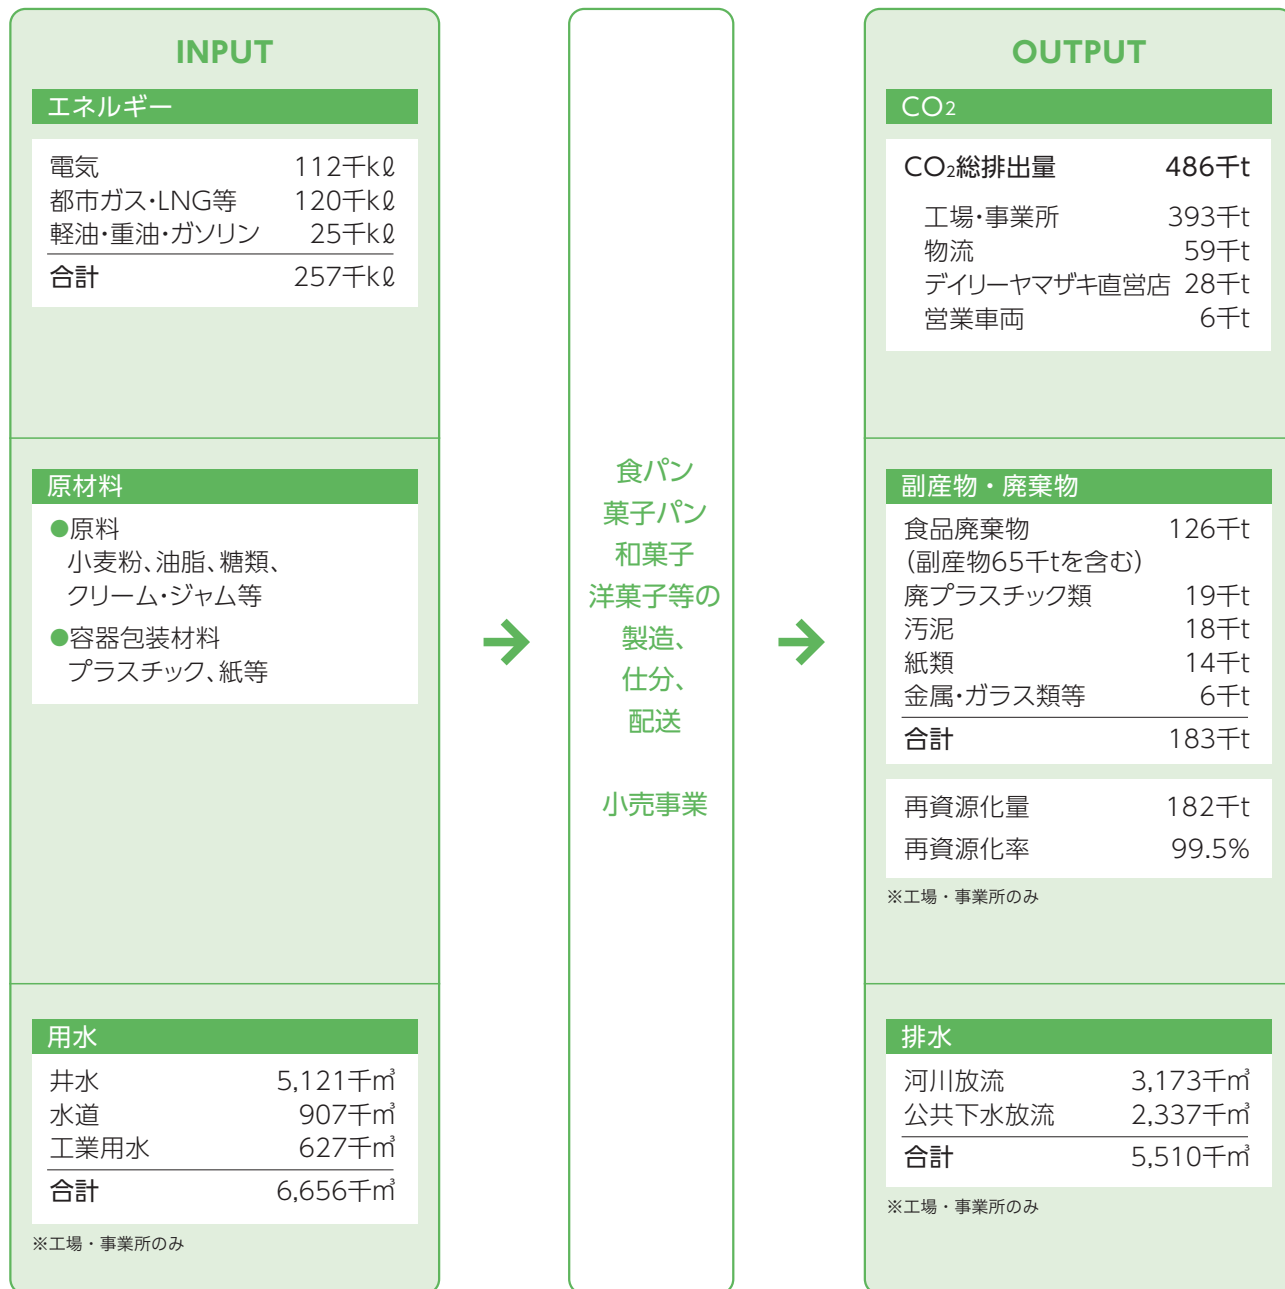 INPUT
エネルギー
電気 112千kℓ
都市ガス・LNG等 120千kℓ
軽油・重油・ガソリン 25千kℓ
合計 257千kℓ
原材料
●原料
小麦粉、油脂、糖類、
クリーム・ジャム等
●容器包装材料
プラスチック、紙等
用水
井水 5,121千㎥
水道 907千㎥
工業用水 627千㎥
合計 6,656千㎥
※工場・事業所のみ
食パン
菓子パン
和菓子
洋菓子等の
製造、
仕分、
配送
小売事業
OUTPUT
CO2
CO2総排出量 486千t
工場・事業所 393千t
物流 59千t
デイリーヤマザキ直営店 28千t
営業車両 6千t
副産物・廃棄物
食品廃棄物 126千t
(副産物65千tを含む)
廃プラスチック類 19千t
汚泥 18千t
紙類 14千t
金属・ガラス類等 6千t
合計 183千t
再資源化量 182千t
再資源化率 99.5%
※工場・事業所のみ
排水
河川放流 3,173千㎥
公共下水放流 2,337千㎥
合計 5,510千㎥
※工場・事業所のみ